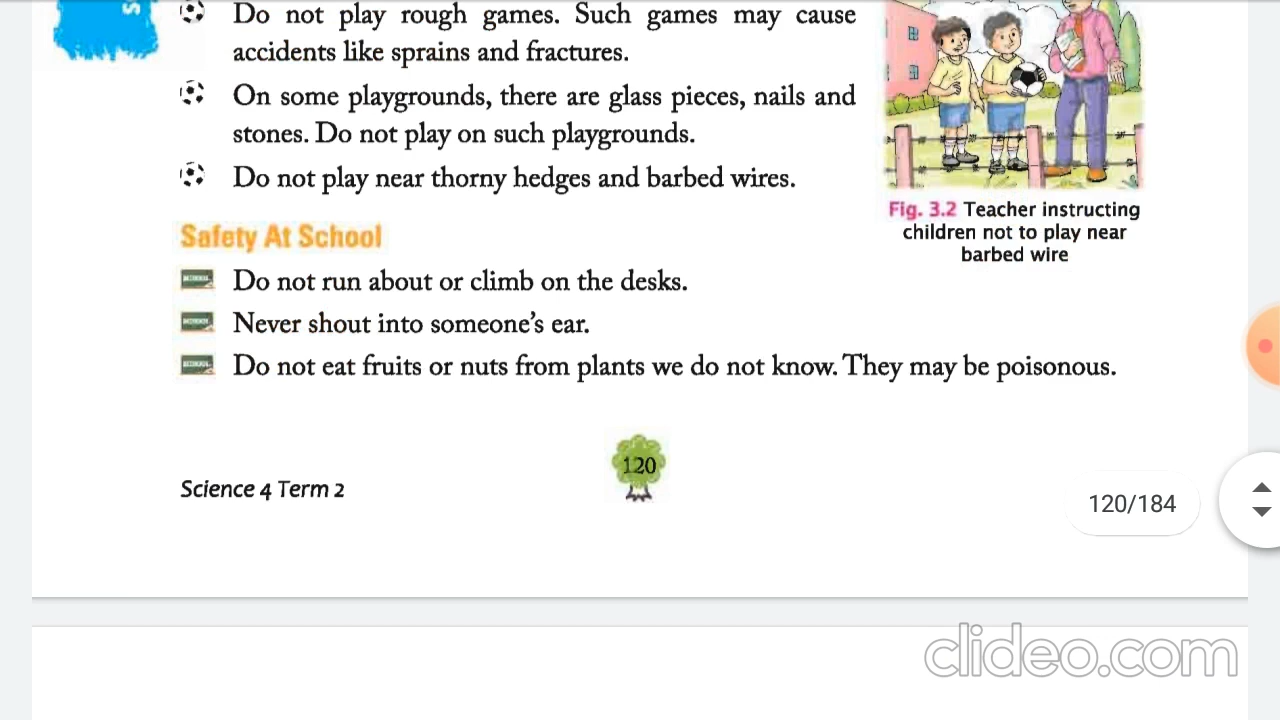 Do not play rough games. Such games may cause
accidents like sprains and fractures.
On some playgrounds, there are glass pieces, nails and
stones. Do not play on such playgrounds.
Do not play near thorny hedges and barbed wires.
Fig. 3.2 Teacher instructing
children not to play near
barbed wire
Safety At School
Do not run about or climb on the desks.
Never shout into someone's ear.
Do not eat fruits or nuts from plants we do not know. They may be poisonous.
120
Science 4 Term 2
120/184
clideo.com